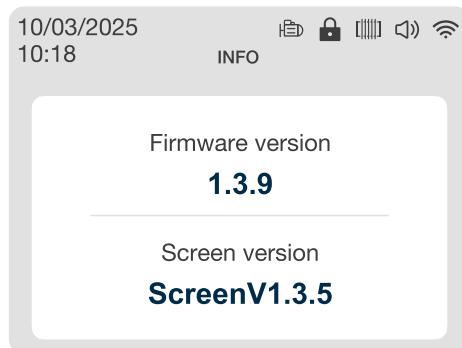 10/03/2025
10:18
INFO
Firmware version
1.3.9
Screen version
ScreenV1.3.5